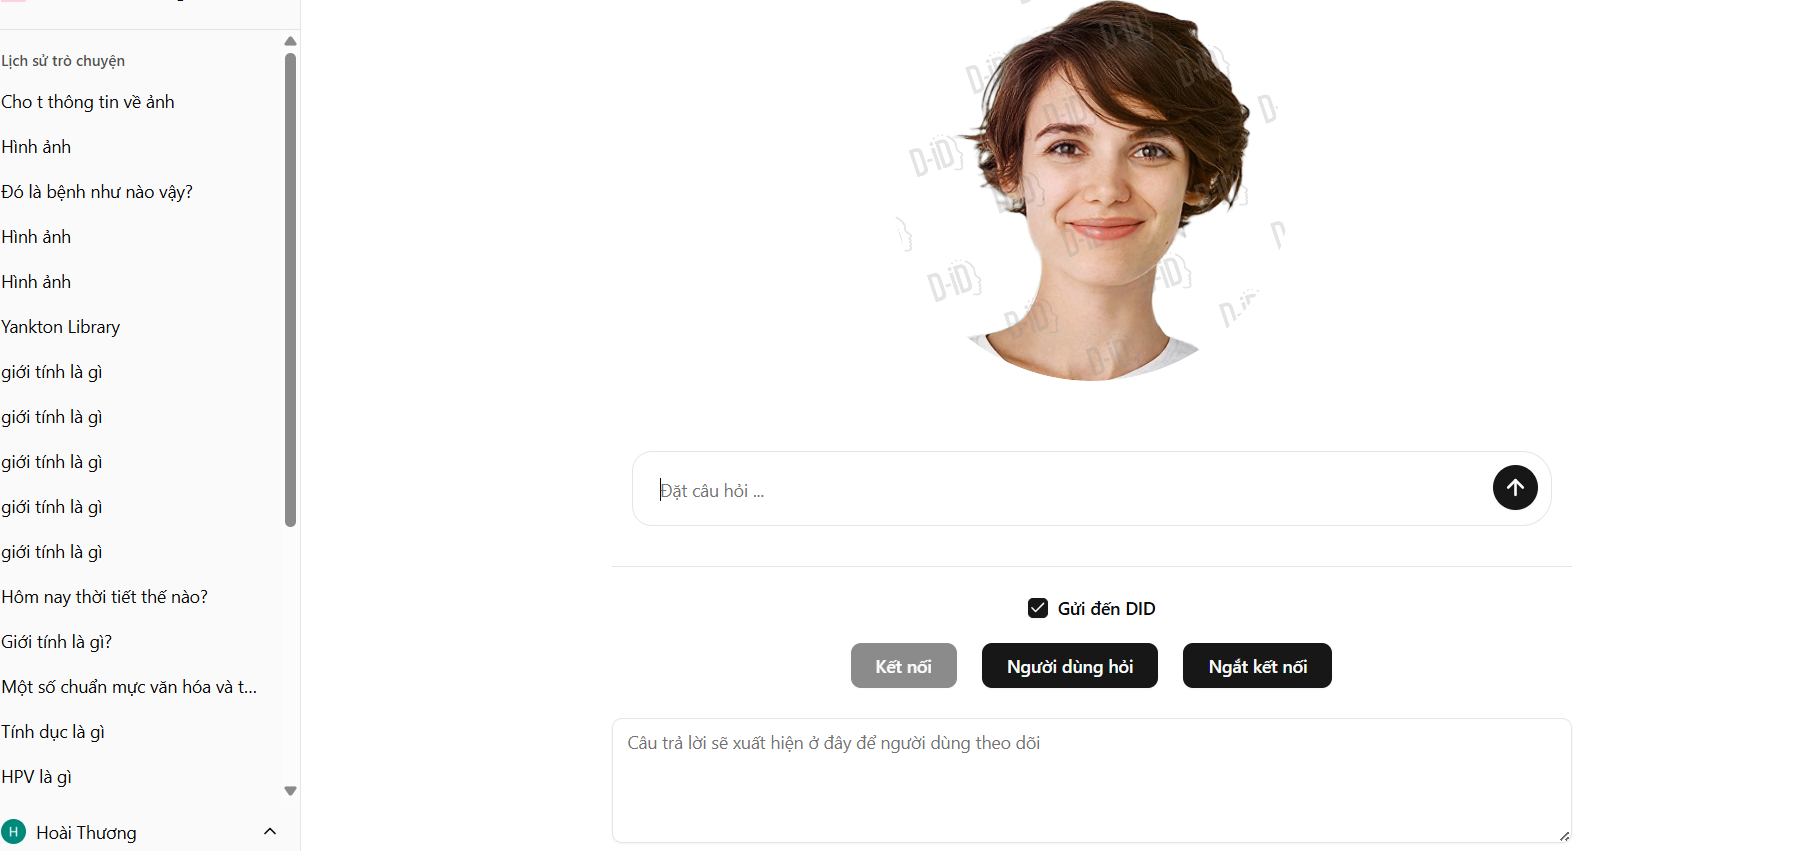 Lịch sử trò chuyện
Cho t thông tin về ảnh
Hình ảnh
Đó là bệnh như nào vậy?
Hình ảnh
Hình ảnh
Yankton Library
giới tính là gì
giới tính là gì
giới tính là gì
giới tính là gì
giới tính là gì
Hôm nay thời tiết thế nào?
Giới tính là gì?
Một số chuẩn mực văn hóa và t...
Tính dục là gì
HPV là gì
H Hoài Thương
D-iD
D-iD
D-iD
D-iD
D-iD
D-iD
D-iD
D-iD
Đặt câu hỏi ...
Gửi đến DID
Kết nối Người dùng hỏi Ngắt kết nối
Câu trả lời sẽ xuất hiện ở đây để người dùng theo dõi